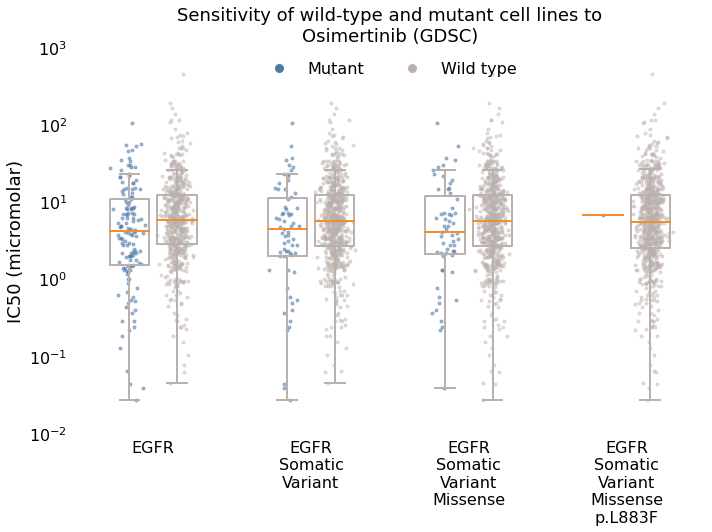 Sensitivity of wild-type and mutant cell lines to
Osimertinib (GDSC)
Mutant
Wild type
IC50 (micromolar)
10³
10²
10¹
10⁰
10⁻¹
10⁻²
EGFR
EGFR
Somatic
Variant
EGFR
Somatic
Variant
Missense
EGFR
Somatic
Variant
Missense
p.L883F